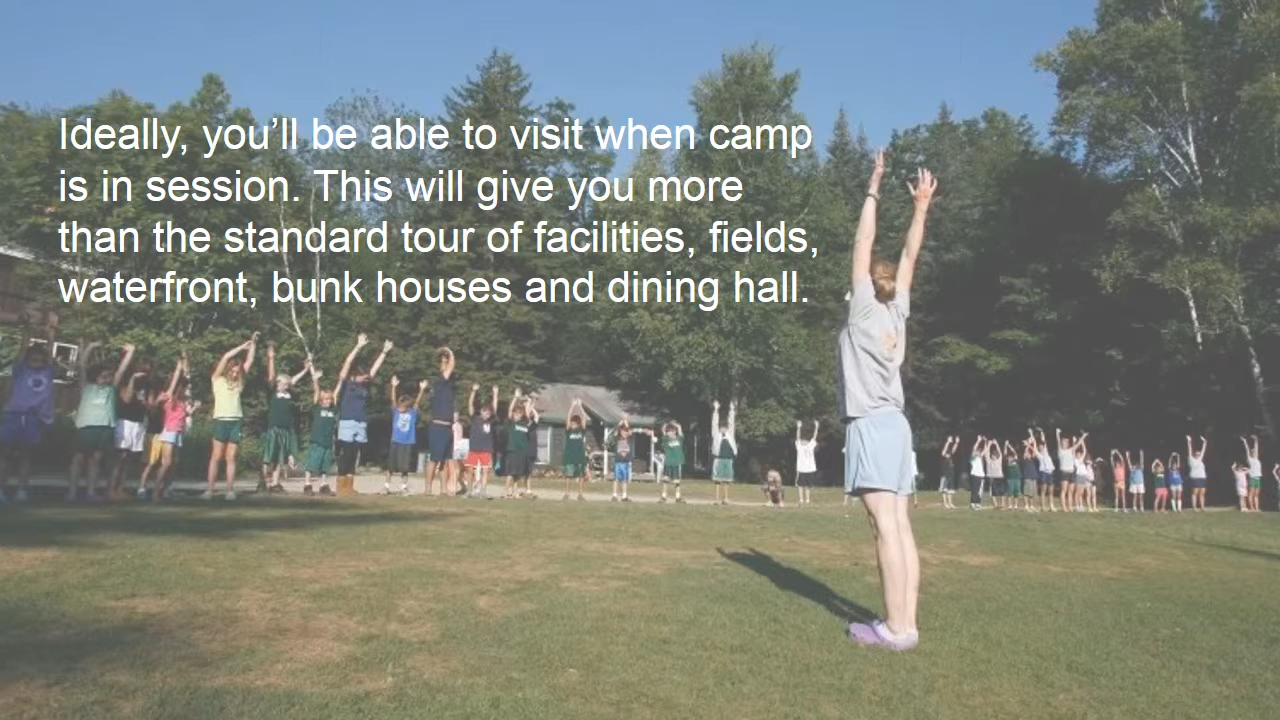 Ideally, you’ll be able to visit when camp
is in session. This will give you more
than the standard tour of facilities, fields,
waterfront, bunk houses and dining hall.